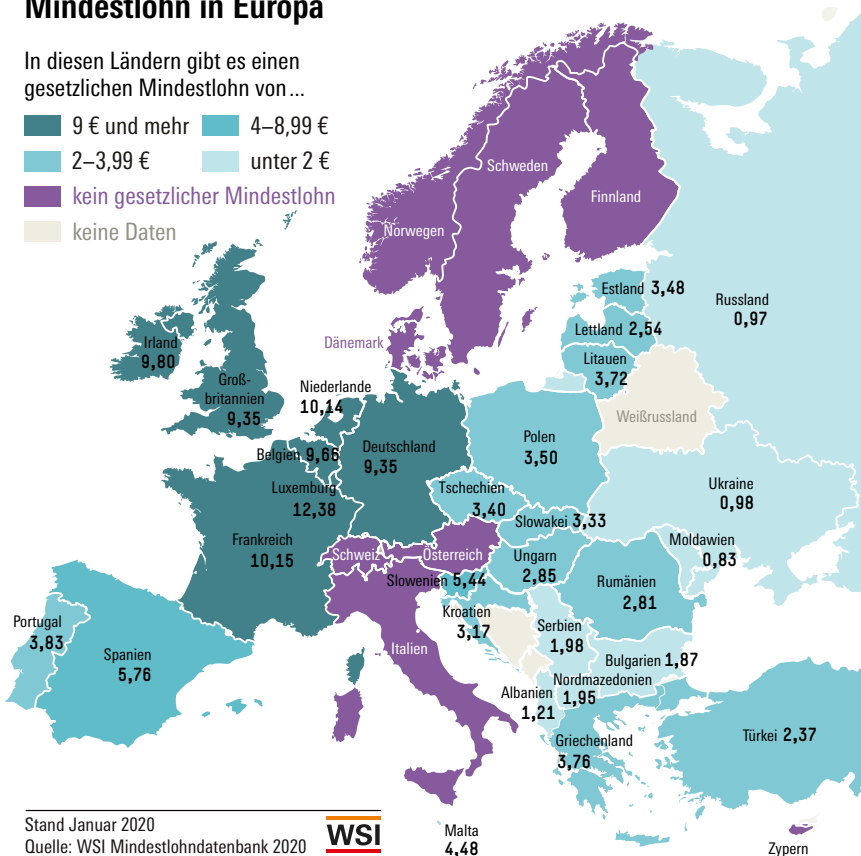 Mindestlohn in Europa
In diesen Ländern gibt es einen
gesetzlichen Mindestlohn von ...
9 € und mehr
4–8,99 €
2–3,99 €
unter 2 €
kein gesetzlicher Mindestlohn
keine Daten
Schweden
Finnland
Norwegen
Estland 3,48
Russland
0,97
Lettland 2,54
Dänemark
Irland
9,80
Litauen
3,72
Groß-
britannien
9,35
Niederlande
10,14
Weißrussland
Belgien 9,66
Deutschland
9,35
Polen
3,50
Luxemburg
12,38
Tschechien
3,40
Ukraine
0,98
Slowakei 3,33
Frankreich
10,15
Schweiz
Österreich
Ungarn
2,85
Moldawien
0,83
Slowenien 5,44
Rumänien
2,81
Kroatien
3,17
Portugal
3,83
Serbien
1,98
Spanien
5,76
Italien
Bulgarien 1,87
Nordmazedonien
1,95
Albanien
1,21
Griechenland
3,76
Türkei 2,37
Stand Januar 2020
Quelle: WSI Mindestlohndatenbank 2020
WSI
Malta
4,48
Zypern